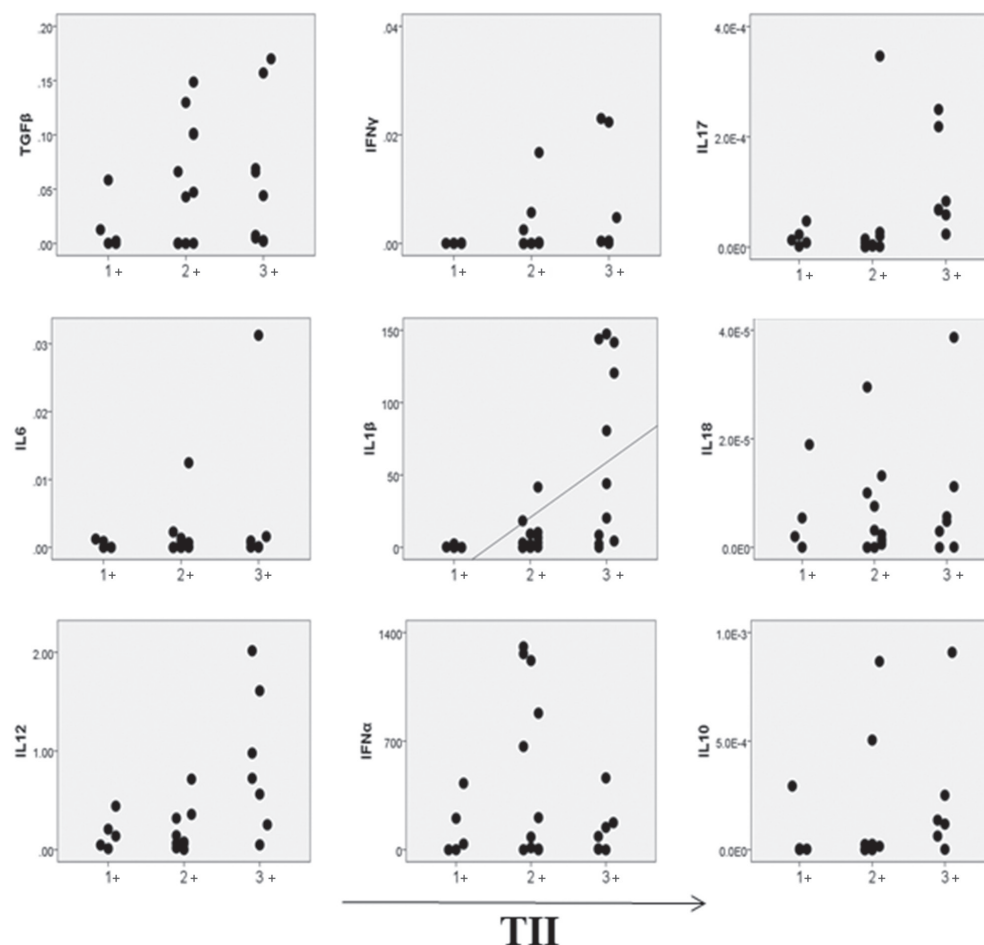 .20
.15
.10
.05
.00
TGFβ
1+ 2+ 3+
.04
.02
.00
IFNγ
1+ 2+ 3+
4.0E-4
2.0E-4
0.0E0
IL17
1+ 2+ 3+
.03
.02
.01
.00
IL6
1+ 2+ 3+
150
100
50
0
IL1β
1+ 2+ 3+
4.0E-5
2.0E-5
0.0E0
IL18
1+ 2+ 3+
2.00
1.00
.00
IL12
1+ 2+ 3+
1400
700
0
IFNα
1+ 2+ 3+
1.0E-3
5.0E-4
0.0E0
IL10
1+ 2+ 3+
TII